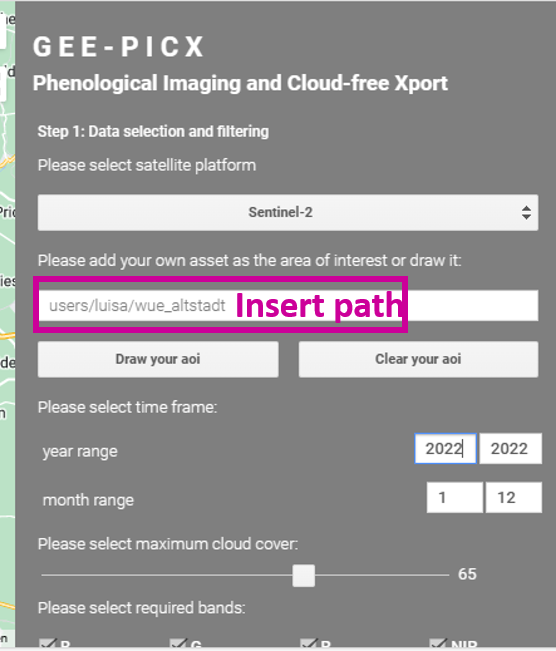 GEE-PICX
Phenological Imaging and Cloud-free Xport
Step 1: Data selection and filtering
Please select satellite platform
Sentinel-2
Please add your own asset as the area of interest or draw it:
users/luisa/wue_altstadt Insert path
Draw your aoi Clear your aoi
Please select time frame:
year range 2022 2022
month range 1 12
Please select maximum cloud cover:
65
Please select required bands:
NIR